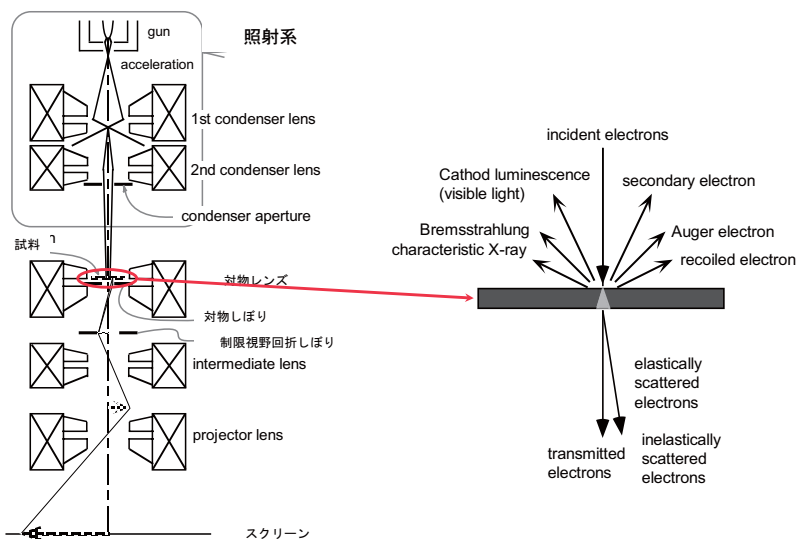 gun
照射系
acceleration
1st condenser lens
2nd condenser lens
condenser aperture
試料
対物レンズ
対物しぼり
制限視野回折しぼり
intermediate lens
projector lens
スクリーン
incident electrons
Cathod luminescence
(visible light)
secondary electron
Bremsstrahlung
characteristic X-ray
Auger electron
recoiled electron
elastically
scattered
electrons
transmitted
electrons
inelastically
scattered
electrons